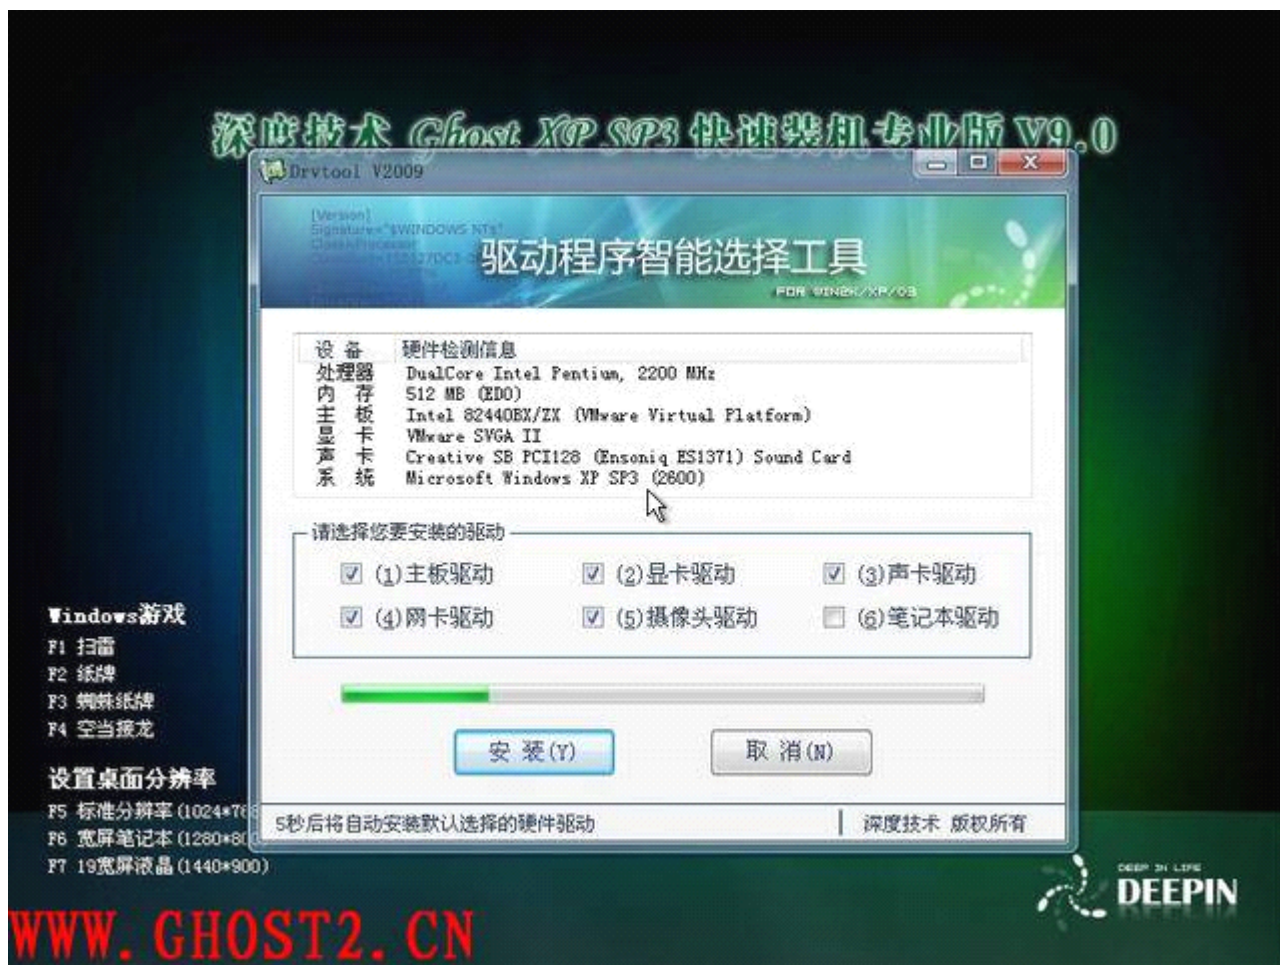 深度技术 Ghost XP SP3 快速装机专业版 V9.0
Drvtool V2009
[Version]
Signature="$WINDOWS NT$"
驱动程序智能选择工具
FOR WIN2K/XP/03
设 备 硬件检测信息
处理器 DualCore Intel Pentium, 2200 MHz
内 存 512 MB (EDO)
主 板 Intel 82440BX/ZX (VMware Virtual Platform)
显 卡 VMware SVGA II
声 卡 Creative SB PCI128 (Ensoniq ES1371) Sound Card
系 统 Microsoft Windows XP SP3 (2600)
请选择您要安装的驱动
(1)主板驱动 (2)显卡驱动 (3)声卡驱动
(4)网卡驱动 (5)摄像头驱动 (6)笔记本驱动
安 装(Y) 取 消(N)
5秒后将自动安装默认选择的硬件驱动 深度技术 版权所有
Windows游戏
F1 扫雷
F2 纸牌
F3 蜘蛛纸牌
F4 空当接龙
设置桌面分辨率
F5 标准分辨率(1024*768
F6 宽屏笔记本(1280*80
F7 19宽屏液晶(1440*900)
DEEP IN LIFE
DEEPIN
WWW.GHOST2.CN